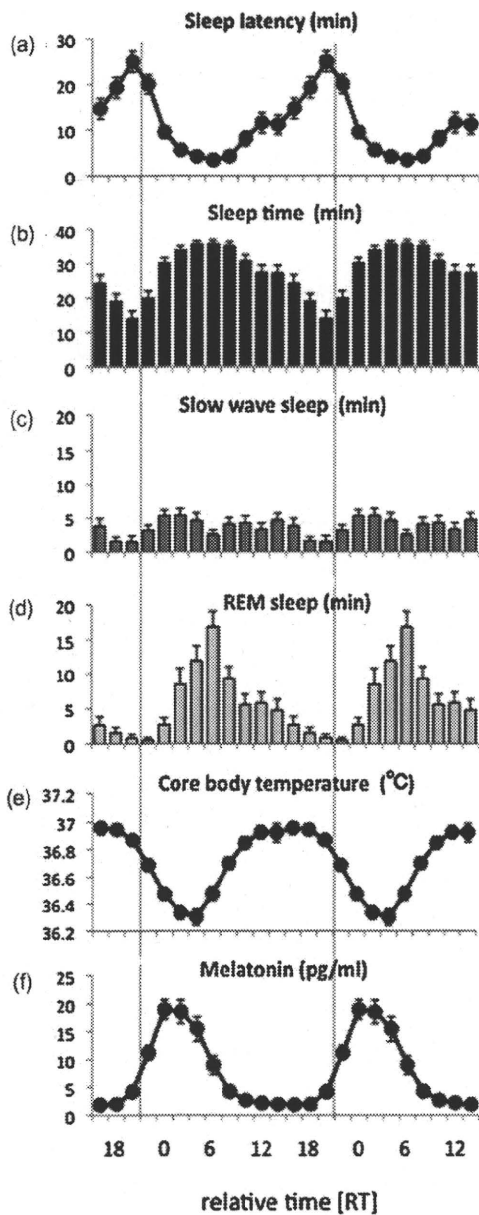 Sleep latency (min)
(a)
30
20
10
0
Sleep time (min)
(b)
40
30
20
10
0
Slow wave sleep (min)
(c)
20
15
10
5
0
REM sleep (min)
(d)
20
15
10
5
0
Core body temperature (℃)
(e)
37.2
37
36.8
36.6
36.4
36.2
Melatonin (pg/ml)
(f)
25
20
15
10
5
0
18 0 6 12 18 0 6 12
relative time [RT]